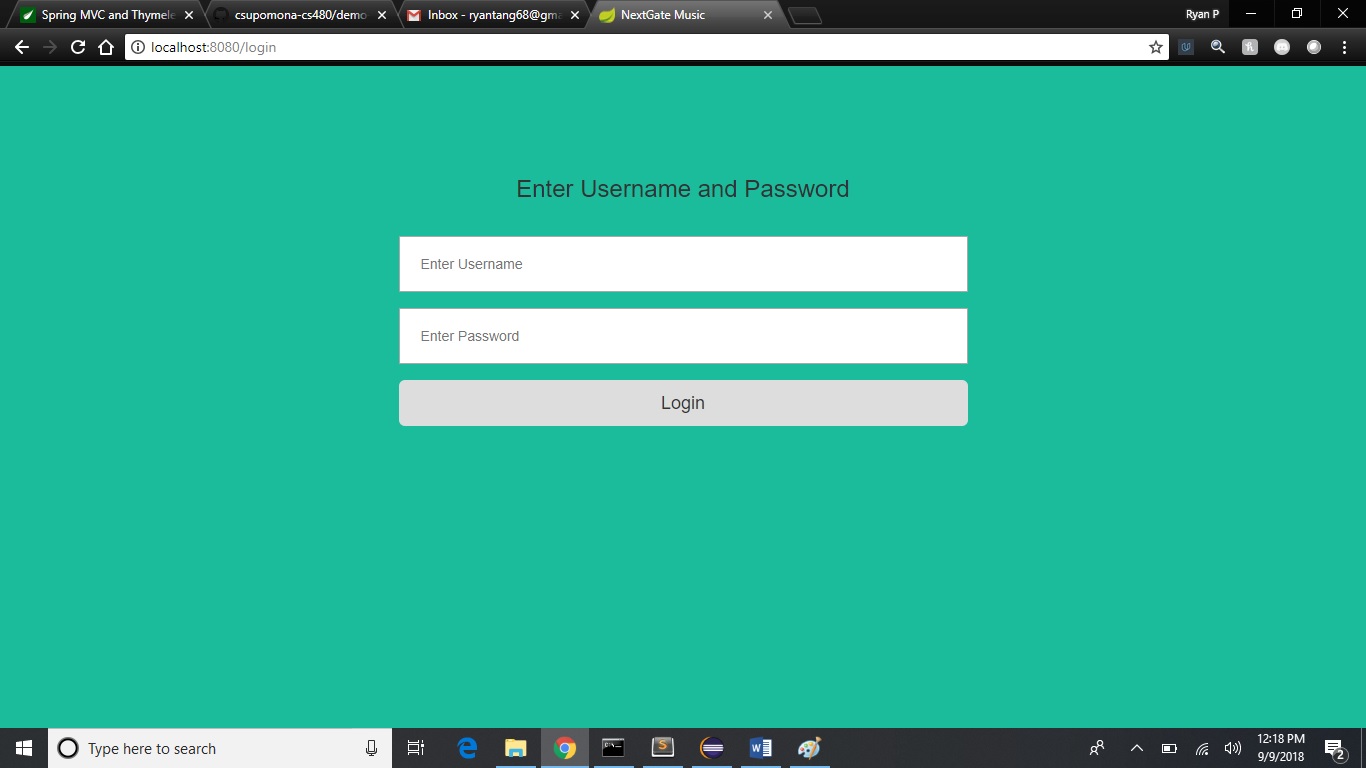 Spring MVC and Thymele
csupomona-cs480/demo
Inbox - ryantang68@gma
NextGate Music
Ryan P
localhost:8080/login
Enter Username and Password
Enter Username
Enter Password
Login
Type here to search
12:18 PM
9/9/2018
2